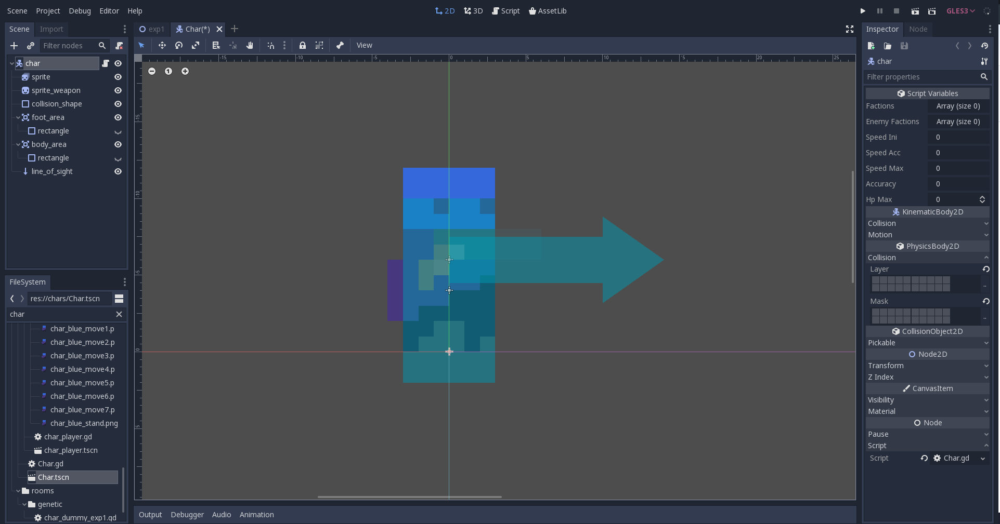 Scene Project Debug Editor Help
2D 3D Script AssetLib
GLES3
Scene Import
Filter nodes
char
sprite
sprite_weapon
collision_shape
foot_area
rectangle
body_area
rectangle
line_of_sight
FileSystem
res://chars/Char.tscn
char
char_blue_move1.p
char_blue_move2.p
char_blue_move3.p
char_blue_move4.p
char_blue_move5.p
char_blue_move6.p
char_blue_move7.p
char_blue_stand.png
char_player.gd
char_player.tscn
Char.gd
Char.tscn
rooms
genetic
char_dummy_exp1.gd
exp1 Char(*)
View
-15 -10 -5 0 5 10 15 20 25
-15
-10
-5
0
5
1
Output Debugger Audio Animation
Inspector Node
char
Filter properties
Script Variables
Factions Array (size 0)
Enemy Factions Array (size 0)
Speed Ini 0
Speed Acc 0
Speed Max 0
Accuracy 0
Hp Max 0
KinematicBody2D
Collision
Motion
PhysicsBody2D
Collision
Layer
..
Mask
..
CollisionObject2D
Pickable
Node2D
Transform
Z Index
CanvasItem
Visibility
Material
Node
Pause
Script
Script Char.gd